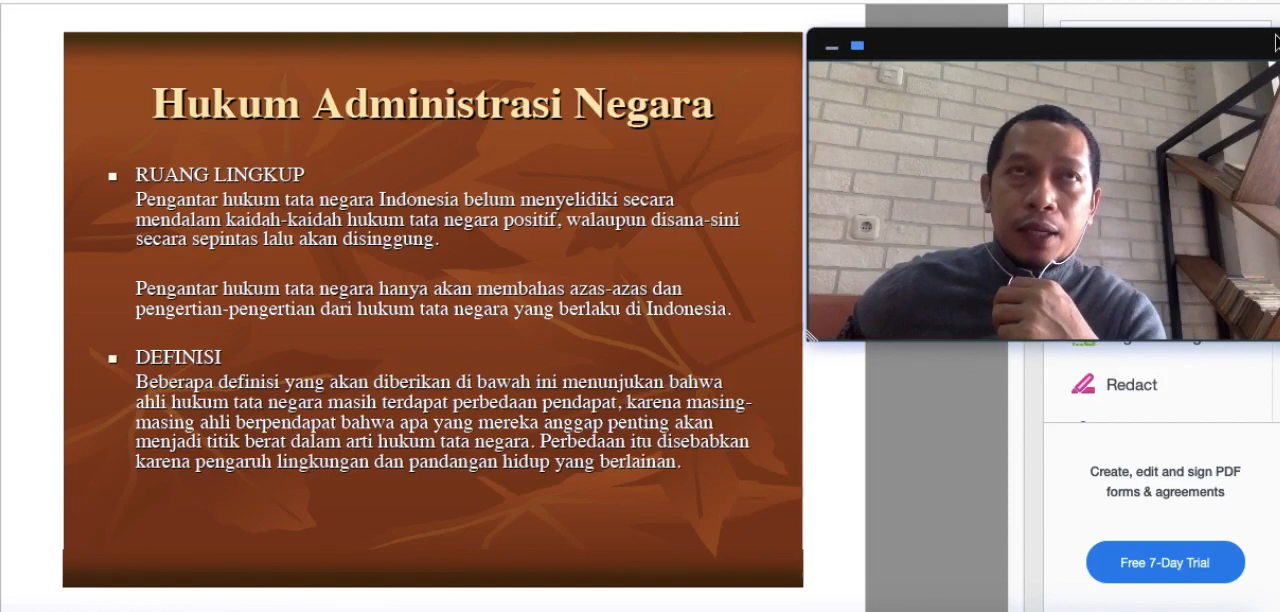 Hukum Administrasi Negara
RUANG LINGKUP
Pengantar hukum tata negara Indonesia belum menyelidiki secara
mendalam kaidah-kaidah hukum tata negara positif, walaupun disana-sini
secara sepintas lalu akan disinggung.
Pengantar hukum tata negara hanya akan membahas azas-azas dan
pengertian-pengertian dari hukum tata negara yang berlaku di Indonesia.
DEFINISI
Beberapa definisi yang akan diberikan di bawah ini menunjukan bahwa
ahli hukum tata negara masih terdapat perbedaan pendapat, karena masing-
masing ahli berpendapat bahwa apa yang mereka anggap penting akan
menjadi titik berat dalam arti hukum tata negara. Perbedaan itu disebabkan
karena pengaruh lingkungan dan pandangan hidup yang berlainan.
Redact
Create, edit and sign PDF
forms & agreements
Free 7-Day Trial